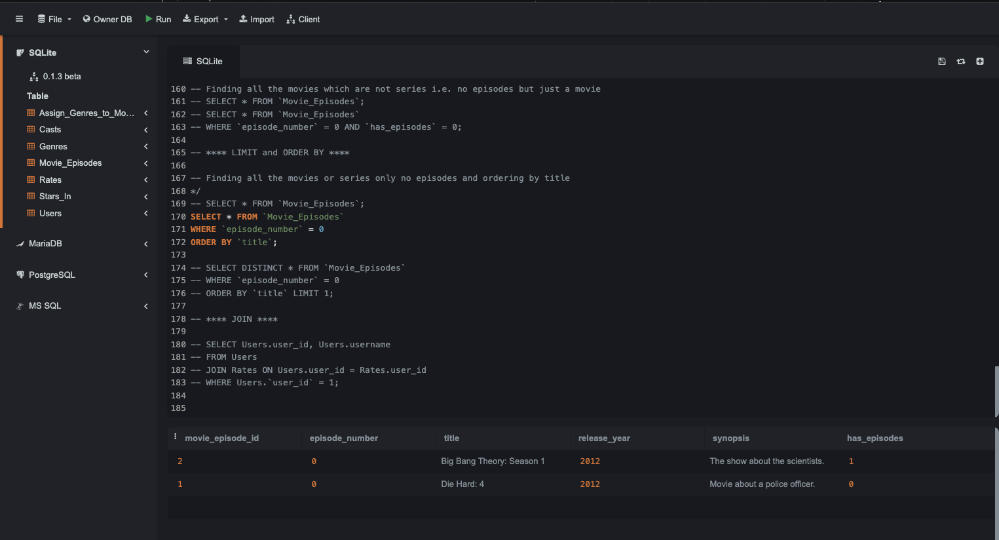 File Owner DB Run Export Import Client
SQLite
0.1.3 beta
Table
Assign_Genres_to_Mo...
Casts
Genres
Movie_Episodes
Rates
Stars_In
Users
MariaDB
PostgreSQL
MS SQL
SQLite
160 -- Finding all the movies which are not series i.e. no episodes but just a movie
161 -- SELECT * FROM `Movie_Episodes`;
162 -- SELECT * FROM `Movie_Episodes`
163 -- WHERE `episode_number` = 0 AND `has_episodes` = 0;
164
165 -- **** LIMIT and ORDER BY ****
166
167 -- Finding all the movies or series only no episodes and ordering by title
168 */
169 -- SELECT * FROM `Movie_Episodes`;
170 SELECT * FROM `Movie_Episodes`
171 WHERE `episode_number` = 0
172 ORDER BY `title`;
173
174 -- SELECT DISTINCT * FROM `Movie_Episodes`
175 -- WHERE `episode_number` = 0
176 -- ORDER BY `title` LIMIT 1;
177
178 -- **** JOIN ****
179
180 -- SELECT Users.user_id, Users.username
181 -- FROM Users
182 -- JOIN Rates ON Users.user_id = Rates.user_id
183 -- WHERE Users.`user_id` = 1;
184
185
movie_episode_id episode_number title release_year synopsis has_episodes
2 0 Big Bang Theory: Season 1 2012 The show about the scientists. 1
1 0 Die Hard: 4 2012 Movie about a police officer. 0